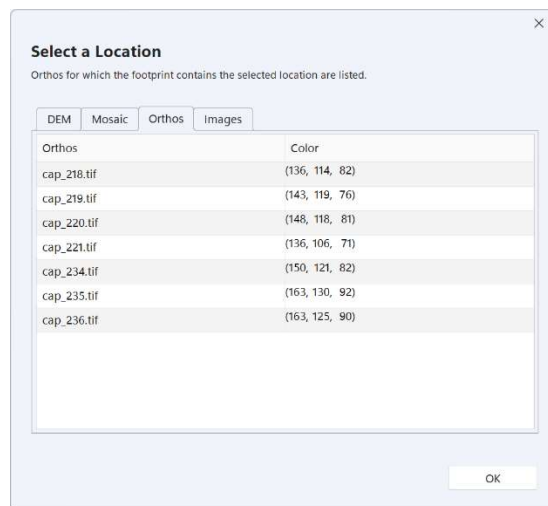 Select a Location
Orthos for which the footprint contains the selected location are listed.
DEM Mosaic Orthos Images
Orthos Color
cap_218.tif (136, 114, 82)
cap_219.tif (143, 119, 76)
cap_220.tif (148, 118, 81)
cap_221.tif (136, 106, 71)
cap_234.tif (150, 121, 82)
cap_235.tif (163, 130, 92)
cap_236.tif (163, 125, 90)
OK